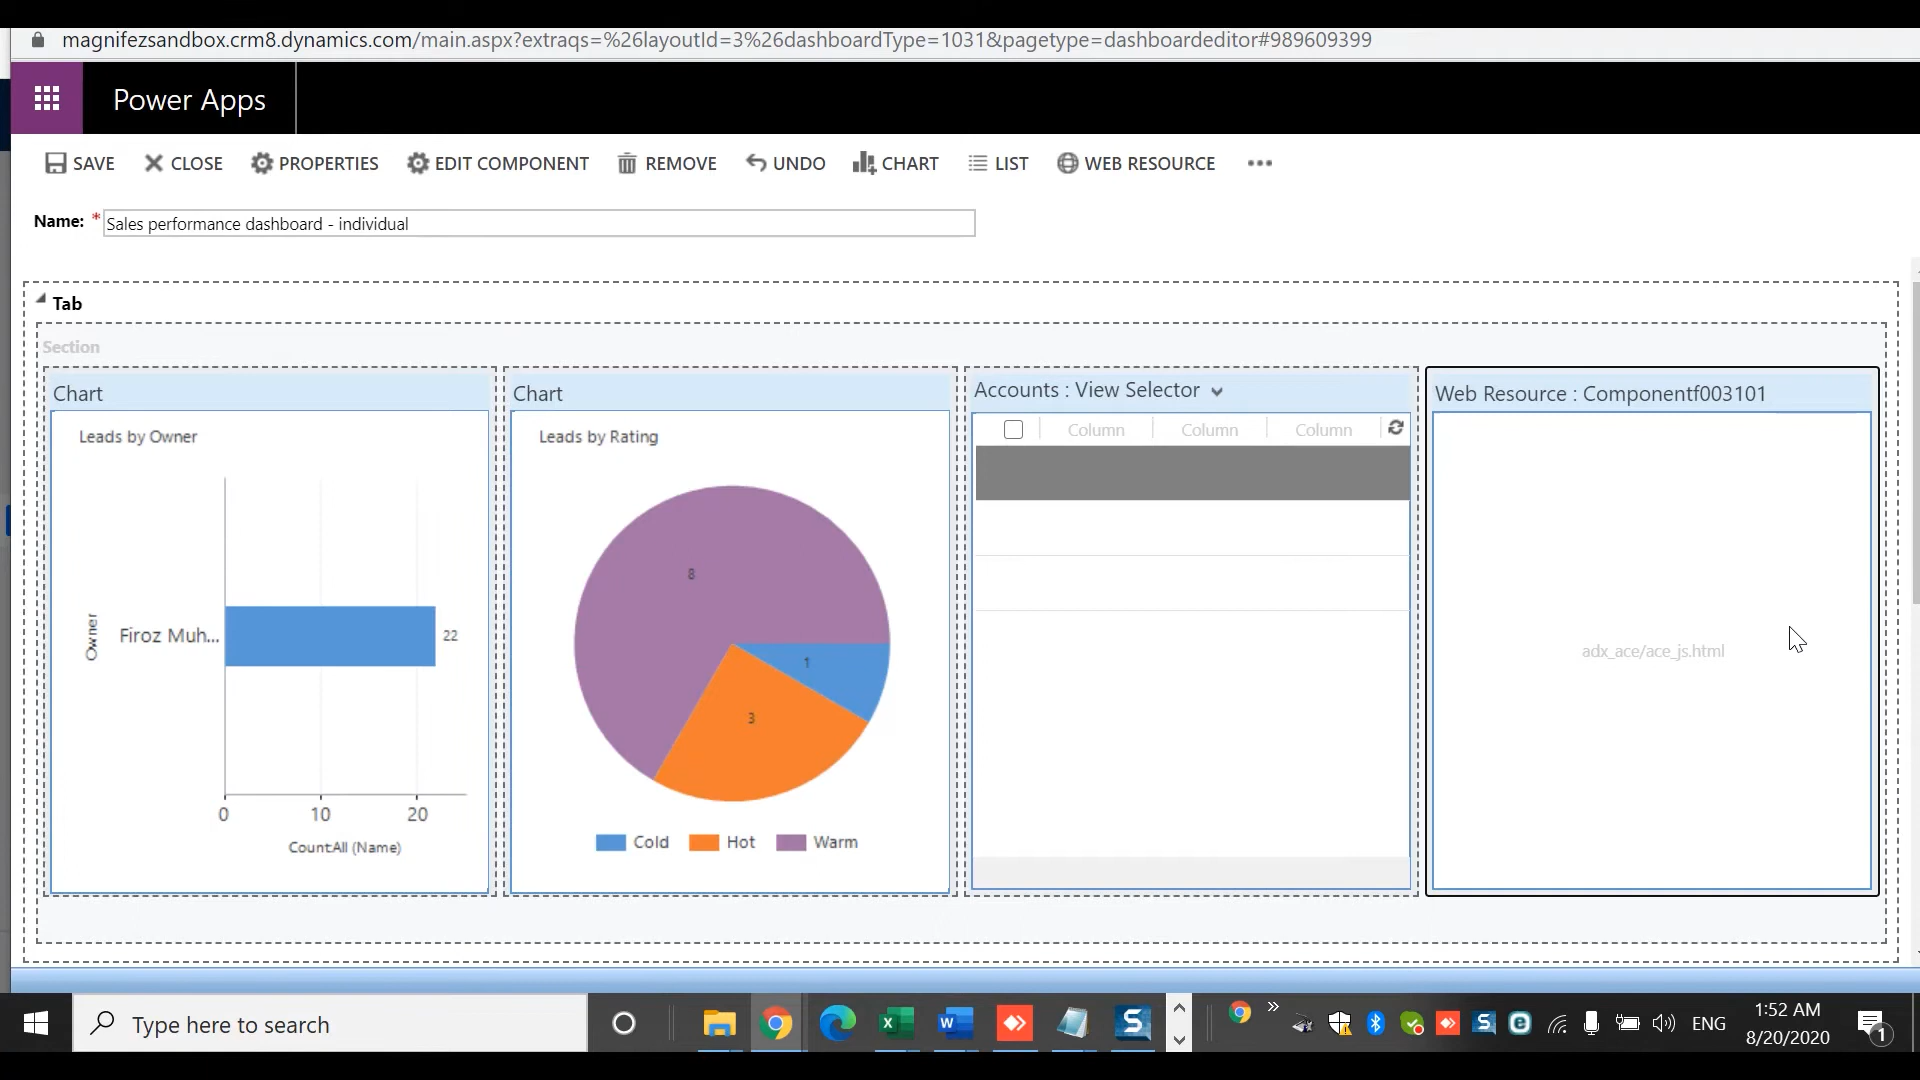 magnifezsandbox.crm8.dynamics.com/main.aspx?extraqs=%26layoutId=3%26dashboardType=1031&pagetype=dashboardeditor#989609399
Power Apps
SAVE CLOSE PROPERTIES EDIT COMPONENT REMOVE UNDO CHART LIST WEB RESOURCE •••
Name: * Sales performance dashboard - individual
Tab
Section
Chart
Leads by Owner
Owner
Firoz Muh...
22
0 10 20
CountAll (Name)
Chart
Leads by Rating
8
1
3
Cold Hot Warm
Accounts : View Selector
Column Column Column
Web Resource : Componentf003101
adx_ace/ace_js.html
Type here to search
ENG
1:52 AM
8/20/2020
1